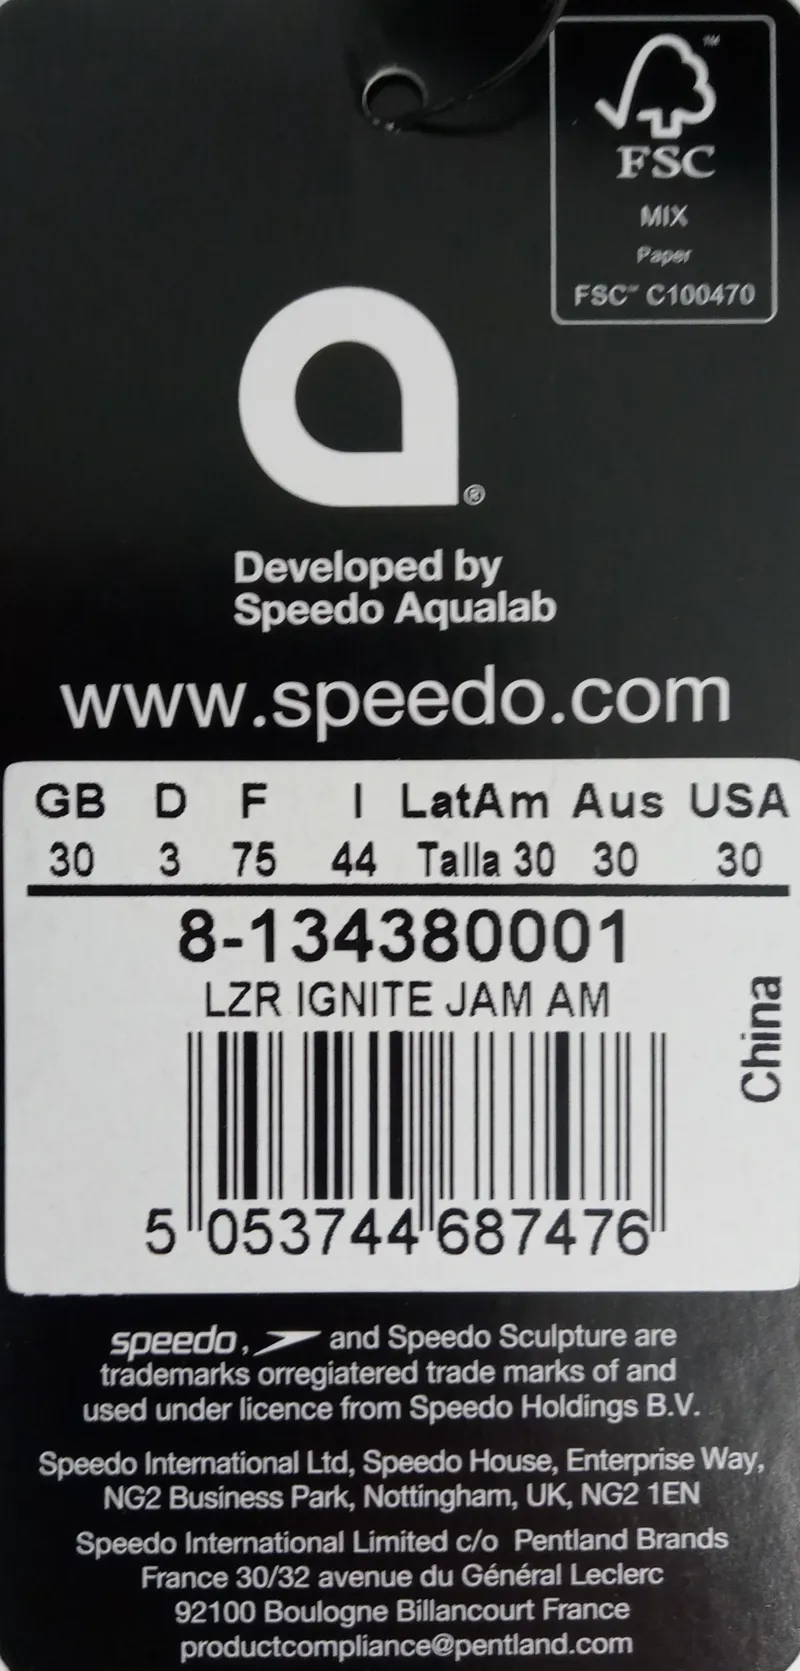 FSC™
MIX
Paper
FSC™ C100470
®
Developed by
Speedo Aqualab
www.speedo.com
GB D F I LatAm Aus USA
30 3 75 44 Talla 30 30 30
8-134380001
LZR IGNITE JAM AM
China
5 053744 687476
speedo, and Speedo Sculpture are
trademarks orregiatered trade marks of and
used under licence from Speedo Holdings B.V.
Speedo International Ltd, Speedo House, Enterprise Way,
NG2 Business Park, Nottingham, UK, NG2 1EN
Speedo International Limited c/o Pentland Brands
France 30/32 avenue du Général Leclerc
92100 Boulogne Billancourt France
productcompliance@pentland.com